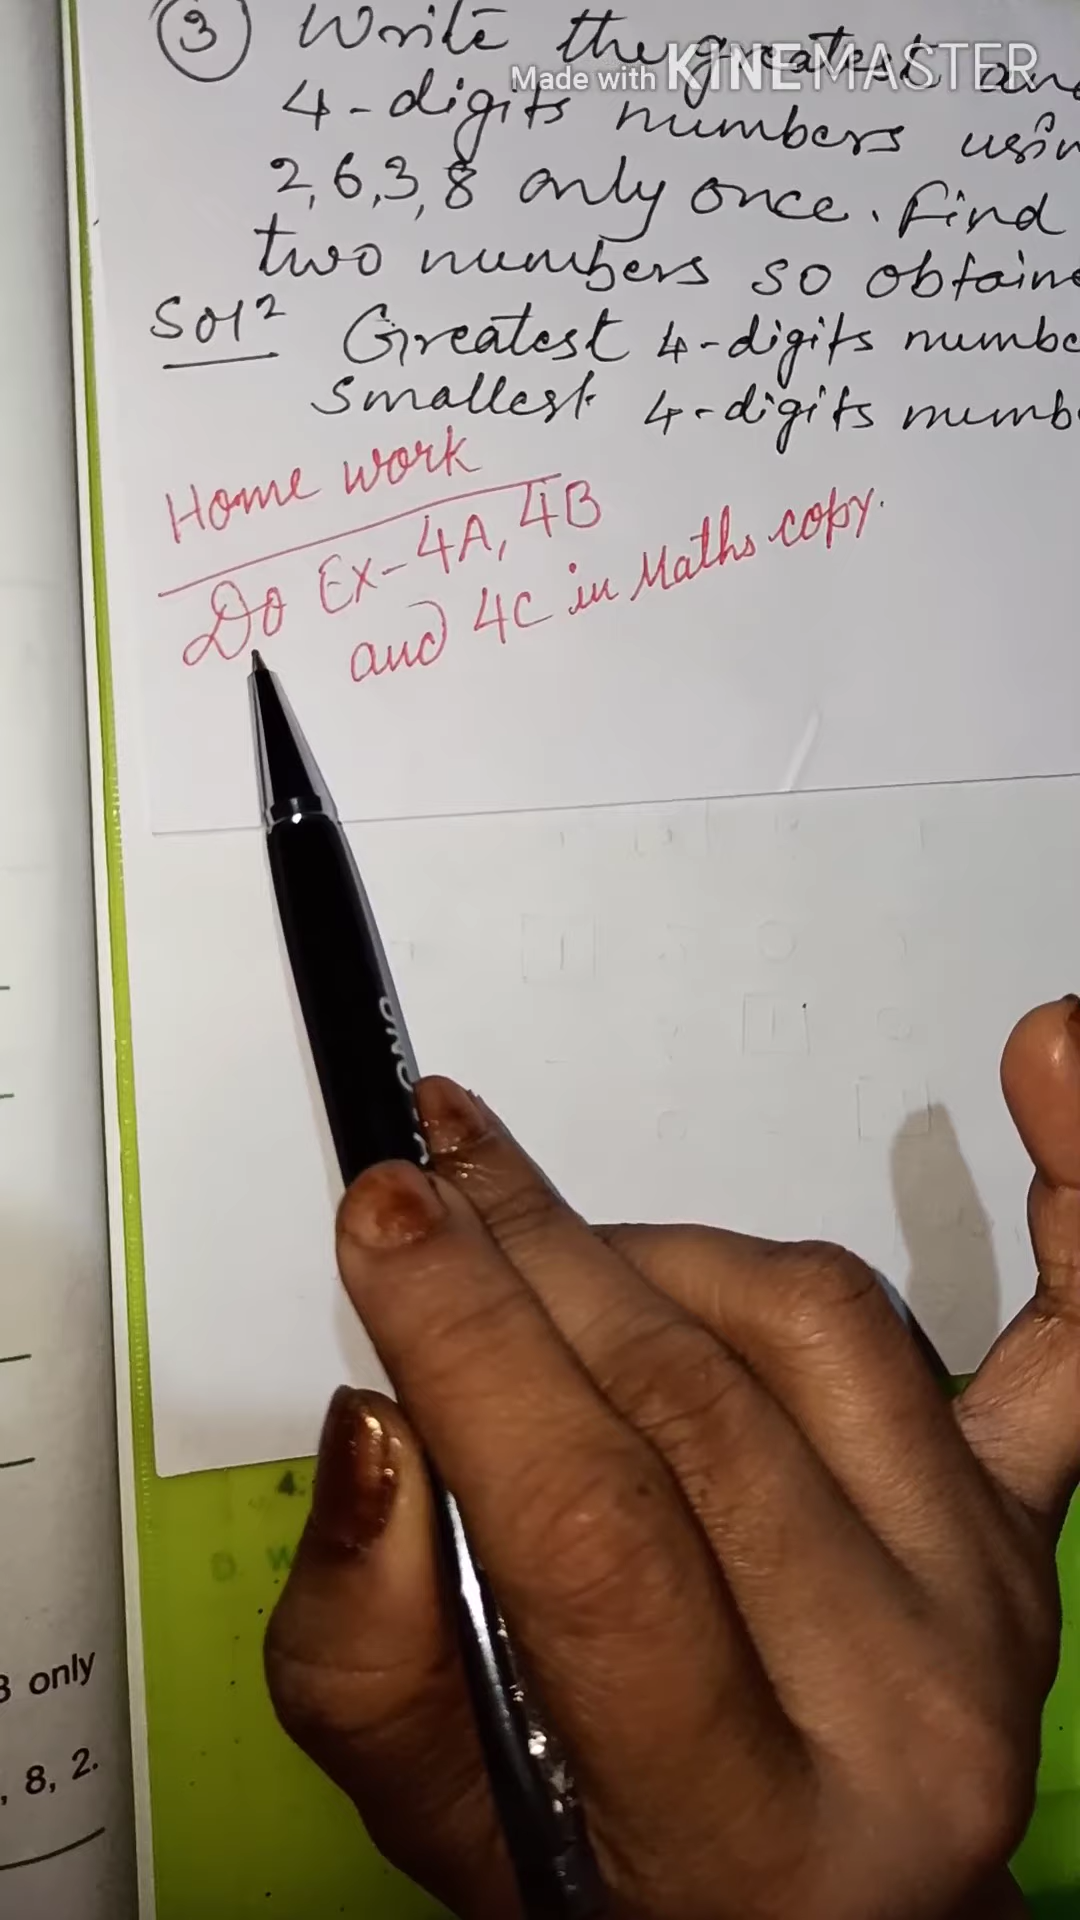 3 Write the greatest and
Made with KINEMASTER
4-digits numbers using
2,6,3,8 only once. Find
two numbers so obtaine
Sol² Greatest 4-digits numbe
Smallest 4-digits numb
Home work
Do Ex-4A, 4B
and 4C in Maths copy.
4.
3 only
, 8, 2.